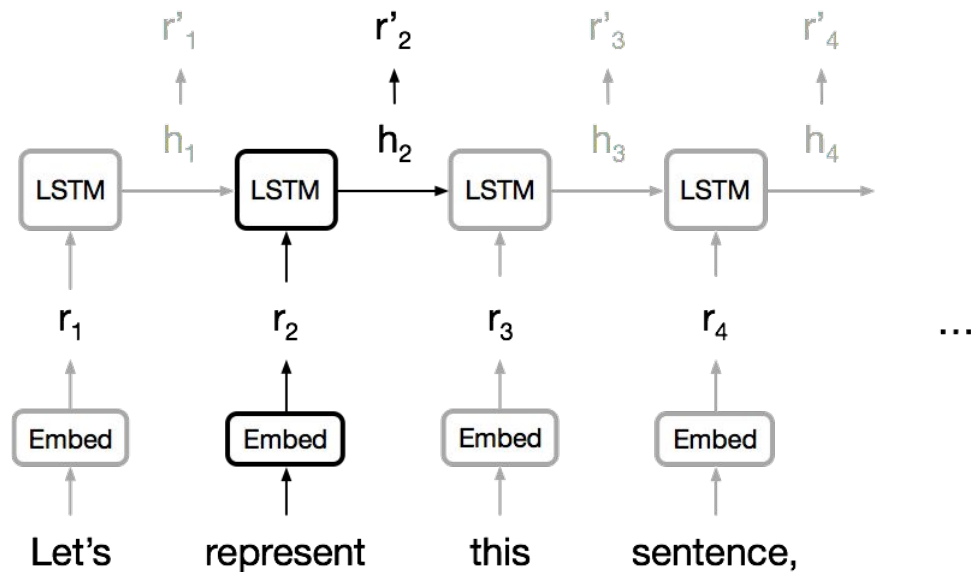 r'₁ r'₂ r'₃ r'₄
h₁ h₂ h₃ h₄
LSTM LSTM LSTM LSTM
r₁ r₂ r₃ r₄ ...
Embed Embed Embed Embed
Let's represent this sentence,